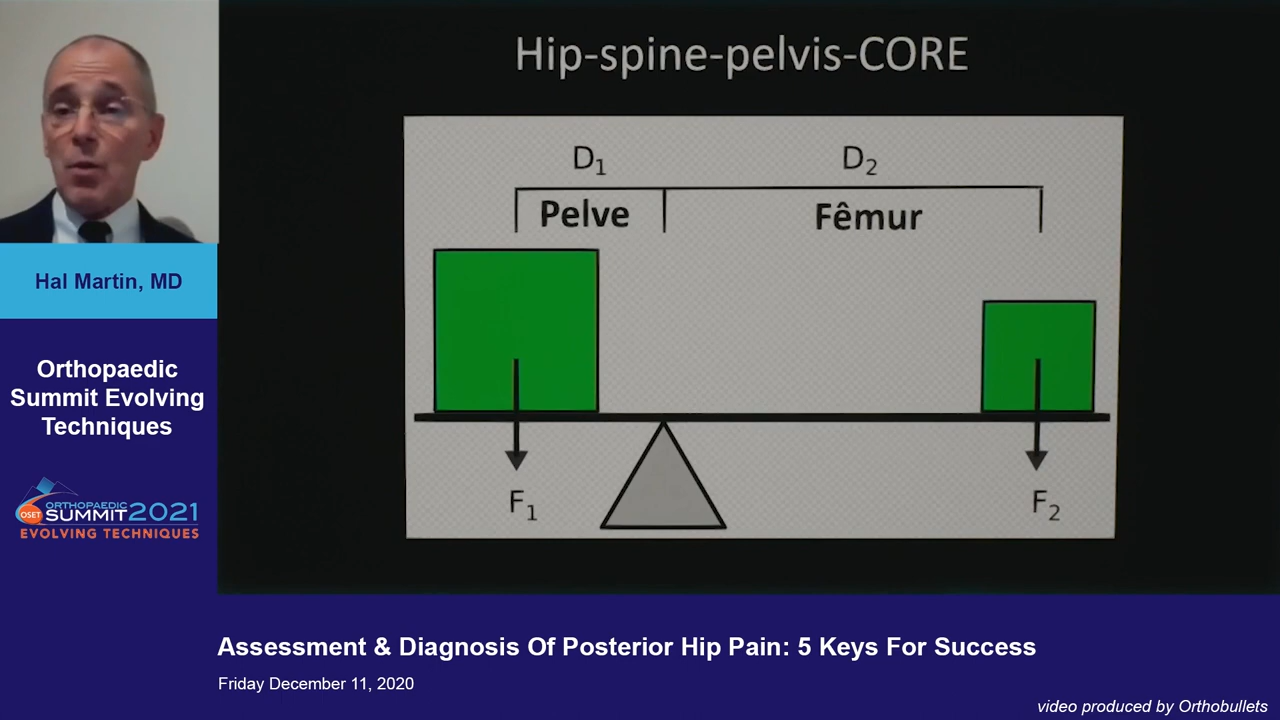 Hip-spine-pelvis-CORE
D₁
D₂
Pelve
Fêmur
F₁
F₂
Hal Martin, MD
Orthopaedic
Summit Evolving
Techniques
OSET
ORTHOPAEDIC
SUMMIT2021
EVOLVING TECHNIQUES
Assessment & Diagnosis Of Posterior Hip Pain: 5 Keys For Success
Friday December 11, 2020
video produced by Orthobullets